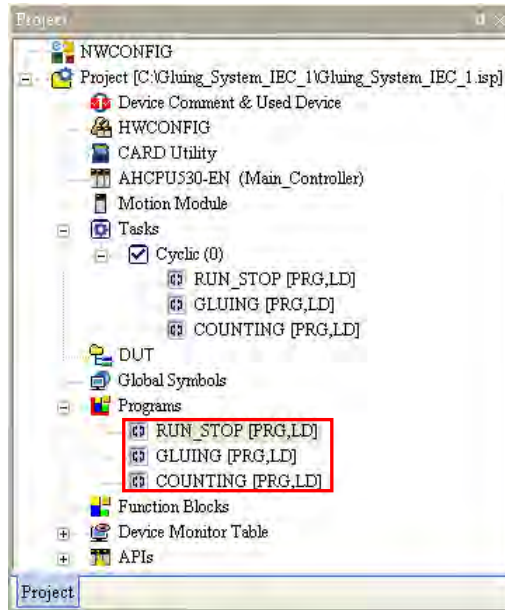 Project
NWCONFIG
Project [C:\Gluing_System_IEC_1\Gluing_System_IEC_1.isp]
Device Comment & Used Device
HWCONFIG
CARD Utility
AHCPU530-EN (Main_Controller)
Motion Module
Tasks
Cyclic (0)
RUN_STOP [PRG,LD]
GLUING [PRG,LD]
COUNTING [PRG,LD]
DUT
Global Symbols
Programs
RUN_STOP [PRG,LD]
GLUING [PRG,LD]
COUNTING [PRG,LD]
Function Blocks
Device Monitor Table
APIs
Project